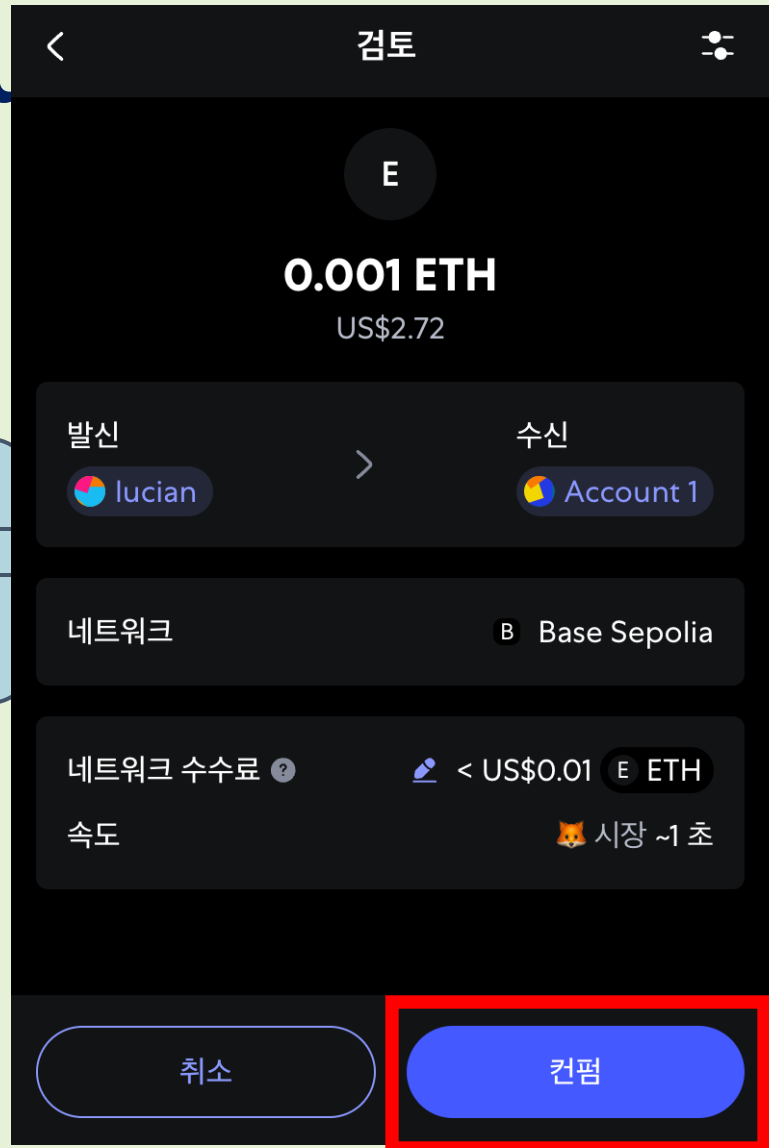 검토
E
0.001 ETH
US$2.72
발신
수신
lucian
Account 1
네트워크
B Base Sepolia
네트워크 수수료 ?
< US$0.01 E ETH
속도
시장 ~1 초
취소
컨펌